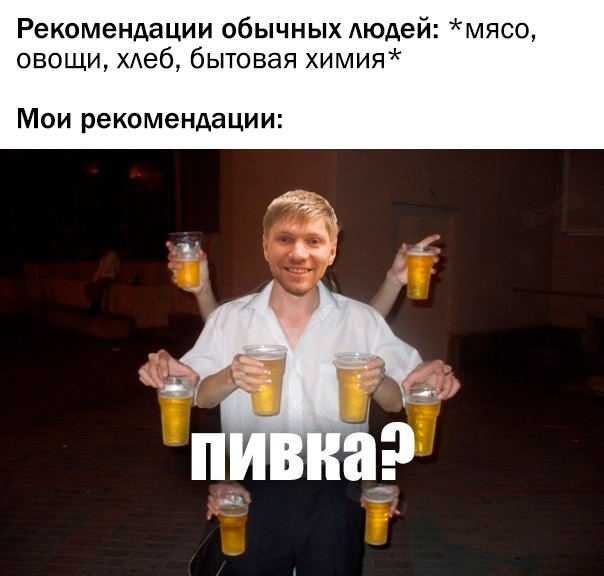 Рекомендации обычных людей: *мясо,
овощи, хлеб, бытовая химия*
Мои рекомендации:
пивка?